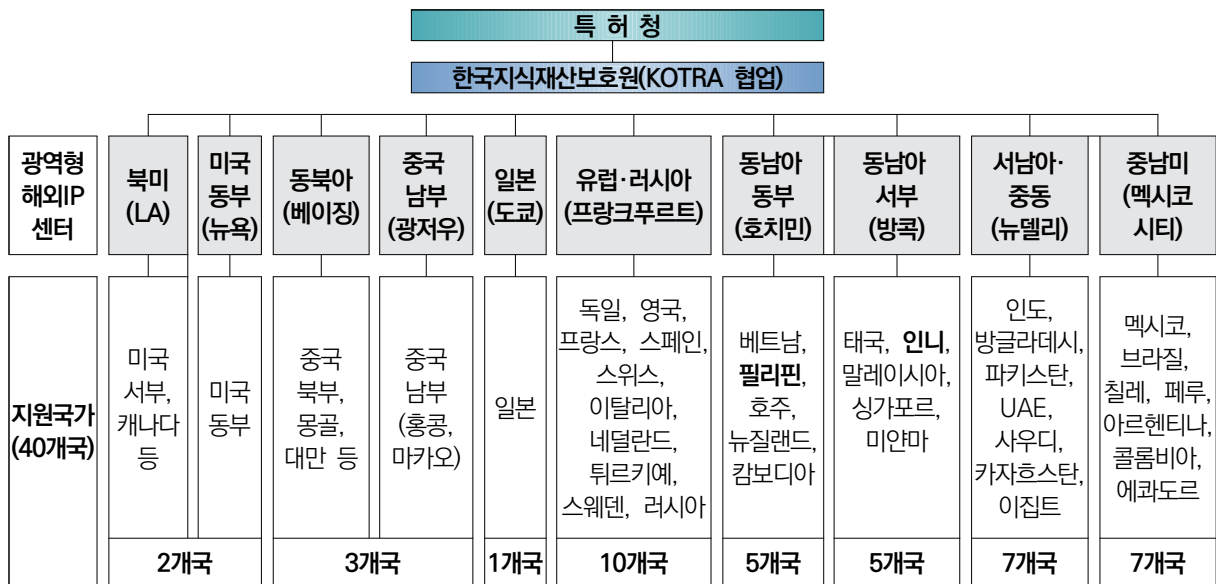 특 허 청
한국지식재산보호원(KOTRA 협업)
광역형
해외IP
센터
북미
(LA)
미국
동부
(뉴욕)
동북아
(베이징)
중국
남부
(광저우)
일본
(도쿄)
유럽·러시아
(프랑크푸르트)
동남아
동부
(호치민)
동남아
서부
(방콕)
서남아·
중동
(뉴델리)
중남미
(멕시코
시티)
지원국가
(40개국)
미국
서부,
캐나다
등
미국
동부
중국
북부,
몽골,
대만 등
중국
남부
(홍콩,
마카오)
일본
독일, 영국,
프랑스, 스페인,
스위스,
이탈리아,
네덜란드,
튀르키예,
스웨덴, 러시아
베트남,
필리핀,
호주,
뉴질랜드,
캄보디아
태국, 인니,
말레이시아,
싱가포르,
미얀마
인도,
방글라데시,
파키스탄,
UAE,
사우디,
카자흐스탄,
이집트
멕시코,
브라질,
칠레, 페루,
아르헨티나,
콜롬비아,
에콰도르
2개국
3개국
1개국
10개국
5개국
5개국
7개국
7개국